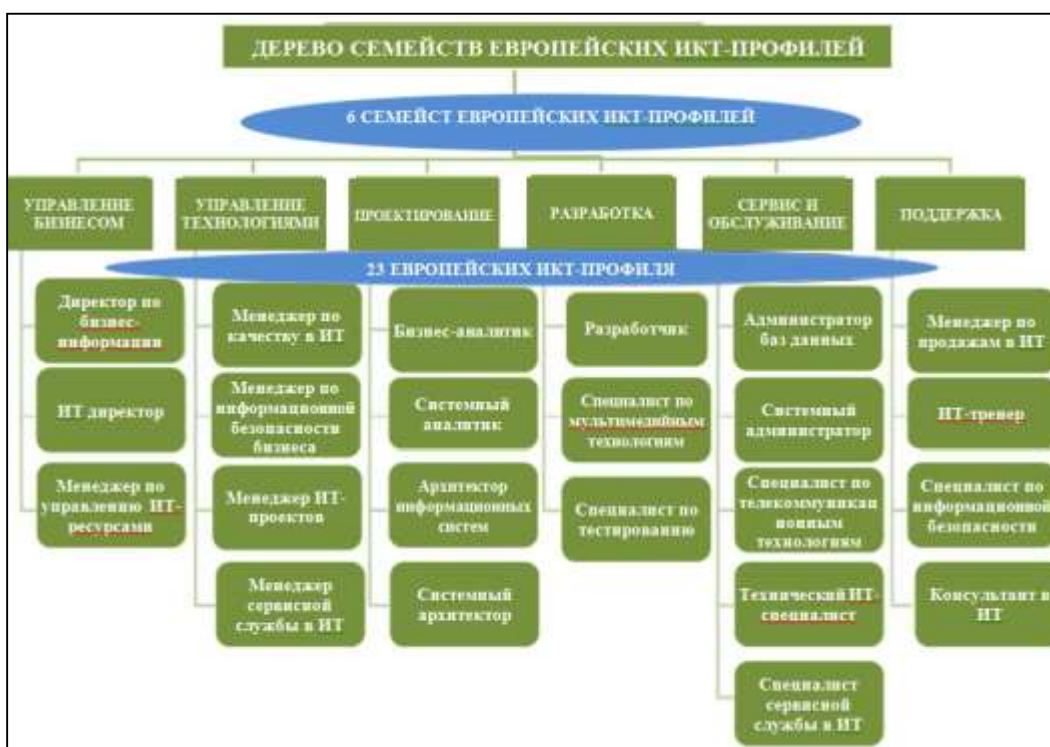 ДЕРЕВО СЕМЕЙСТВ ЕВРОПЕЙСКИХ ИКТ-ПРОФИЛЕЙ
6 СЕМЕЙСТ ЕВРОПЕЙСКИХ ИКТ-ПРОФИЛЕЙ
УПРАВЛЕНИЕ
БИЗНЕСОМ
УПРАВЛЕНИЕ
ТЕХНОЛОГИЯМИ
ПРОЕКТИРОВАНИЕ
РАЗРАБОТКА
СЕРВИС И
ОБСЛУЖИВАНИЕ
ПОДДЕРЖКА
23 ЕВРОПЕЙСКИХ ИКТ-ПРОФИЛЯ
Директор по
бизнес-
информации
ИТ директор
Менеджер по
управлению ИТ-
ресурсами
Менеджер по
качеству в ИТ
Менеджер по
информационной
безопасности
бизнеса
Менеджер ИТ-
проектов
Менеджер
сервисной
службы в ИТ
Бизнес-аналитик
Системный
аналитик
Архитектор
информационных
систем
Системный
архитектор
Разработчик
Специалист по
мультимедийным
технологиям
Специалист по
тестированию
Администратор
баз данных
Системный
администратор
Специалист по
телекоммуникац
ионным
технологиям
Технический ИТ-
специалист
Специалист
сервисной
службы в ИТ
Менеджер по
продажам в ИТ
ИТ-тренер
Специалист по
информационной
безопасности
Консультант в
ИТ